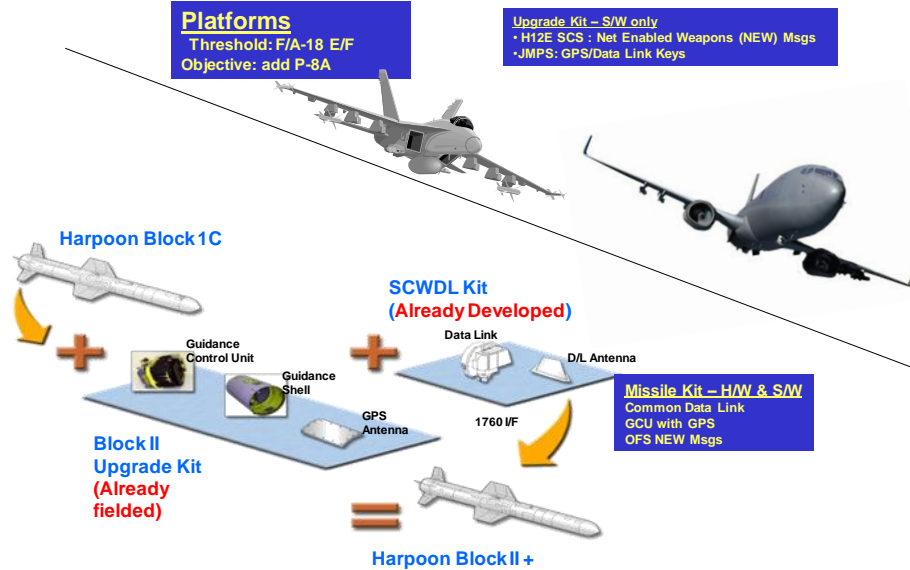 Platforms
Threshold: F/A-18 E/F
Objective: add P-8A
Upgrade Kit – S/W only
• H12E SCS : Net Enabled Weapons (NEW) Msgs
•JMPS: GPS/Data Link Keys
Harpoon Block 1C
SCWDL Kit
(Already Developed)
Data Link
D/L Antenna
Guidance
Control Unit
Guidance
Shell
GPS
Antenna
1760 I/F
Missile Kit – H/W & S/W
Common Data Link
GCU with GPS
OFS NEW Msgs
Block II
Upgrade Kit
(Already
fielded)
Harpoon Block II +